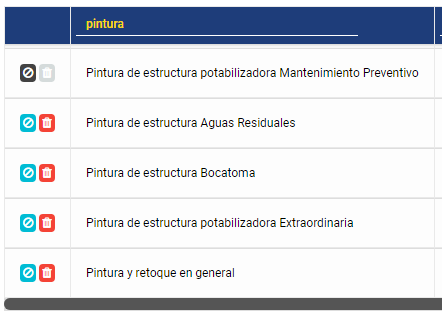 pintura
Pintura de estructura potabilizadora Mantenimiento Preventivo
Pintura de estructura Aguas Residuales
Pintura de estructura Bocatoma
Pintura de estructura potabilizadora Extraordinaria
Pintura y retoque en general